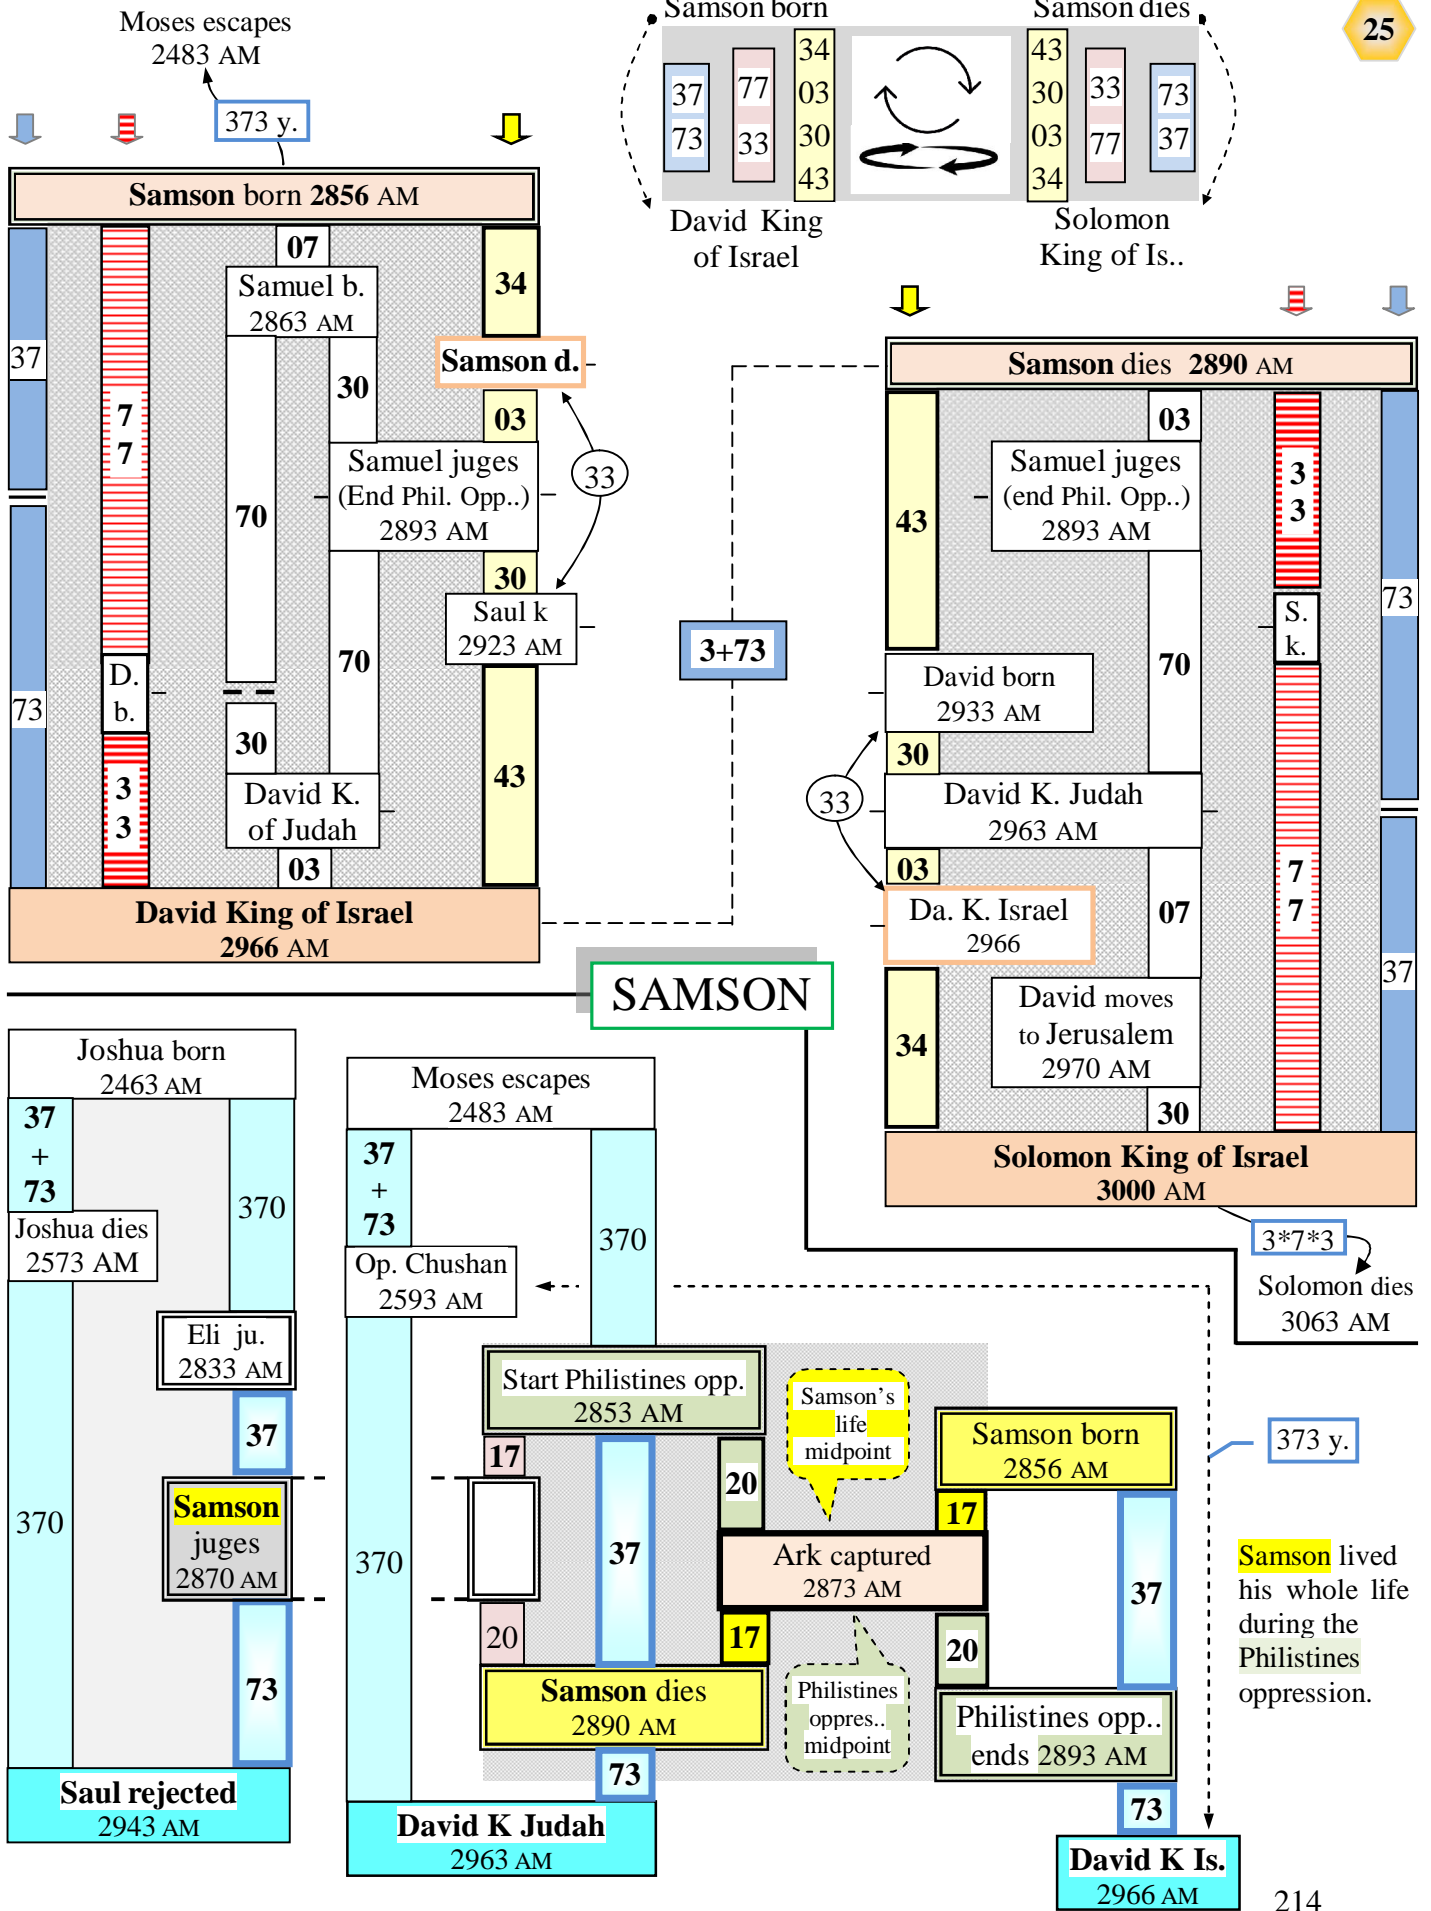 Moses escapes
2483 AM
373 y.
Samson born 2856 AM
07
Samuel b.
2863 AM
34
Samson d.
37
7
7
30
03
33
Samuel juges
(End Phil. Opp..)
2893 AM
70
30
Saul k
2923 AM
70
D.
b.
73
30
43
3
3
David K.
of Judah
03
David King of Israel
2966 AM
3+73
Samson born
Samson dies
37
73
77
33
34
03
30
43
43
30
03
34
33
77
73
37
David King
of Israel
Solomon
King of Is..
25
Samson dies 2890 AM
03
Samuel juges
(end Phil. Opp..)
2893 AM
43
3
3
73
S.
k.
70
David born
2933 AM
30
33
David K. Judah
2963 AM
03
Da. K. Israel
2966
07
7
7
37
David moves
to Jerusalem
2970 AM
34
30
Solomon King of Israel
3000 AM
3*7*3
Solomon dies
3063 AM
SAMSON
Joshua born
2463 AM
37
+
73
370
Joshua dies
2573 AM
Eli ju.
2833 AM
37
370
Samson
juges
2870 AM
73
Saul rejected
2943 AM
Moses escapes
2483 AM
37
+
73
370
Op. Chushan
2593 AM
370
Start Philistines opp.
2853 AM
17
37
20
20
17
Samson dies
2890 AM
73
David K Judah
2963 AM
Samson's
life
midpoint
Ark captured
2873 AM
Philistines
oppres..
midpoint
Samson born
2856 AM
17
37
20
Philistines opp..
ends 2893 AM
73
David K Is.
2966 AM
373 y.
Samson lived
his whole life
during the
Philistines
oppression.
214